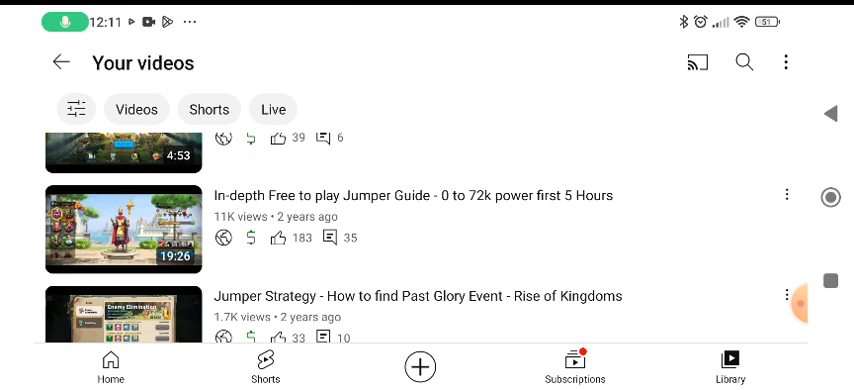 12:11
51
Your videos
Videos
Shorts
Live
4:53
39
6
In-depth Free to play Jumper Guide - 0 to 72k power first 5 Hours
11K views • 2 years ago
183
35
19:26
Jumper Strategy - How to find Past Glory Event - Rise of Kingdoms
1.7K views • 2 years ago
33
10
Enemy Elimination
Home
Shorts
Subscriptions
Library